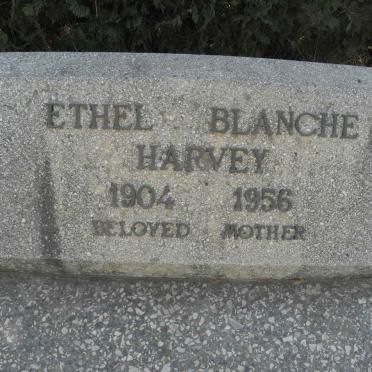 ETHEL BLANCHE
HARVEY
1904 1956
BELOVED MOTHER